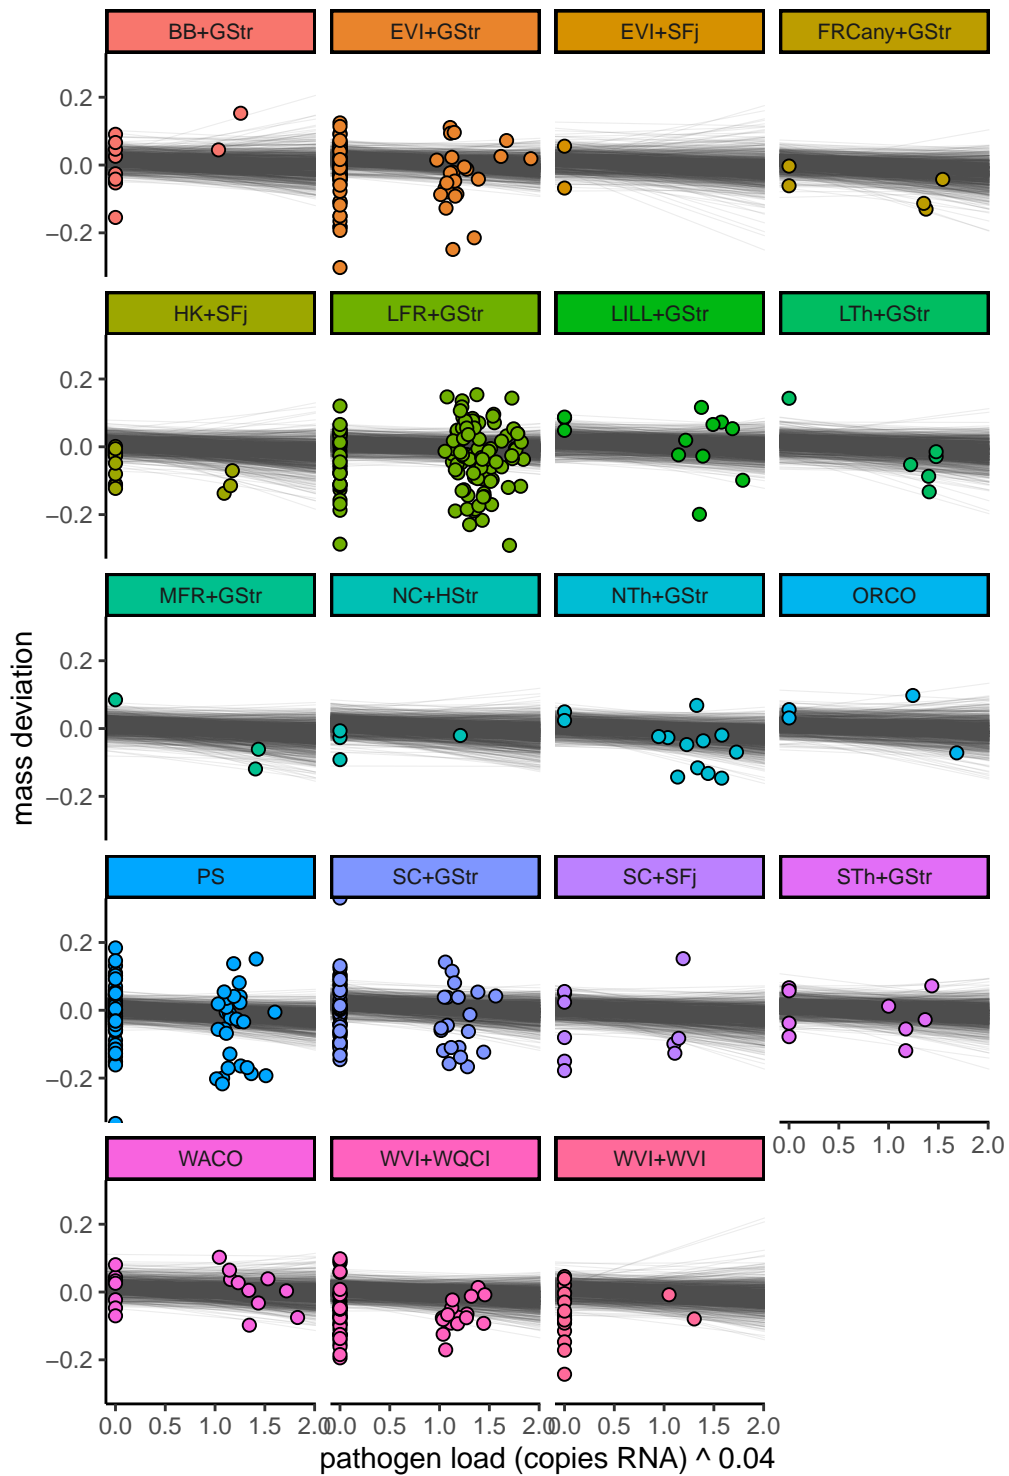 BB+GStr EVI+GStr EVI+SFj FRCany+GStr
0.2
0.0
−0.2
HK+SFj LFR+GStr LILL+GStr LTh+GStr
0.2
0.0
−0.2
MFR+GStr NC+HStr NTh+GStr ORCO
0.2
0.0
−0.2
mass deviation
PS SC+GStr SC+SFj STh+GStr
0.2
0.0
−0.2
0.0 0.5 1.0 1.5 2.0
WACO WVI+WQCI WVI+WVI
0.2
0.0
−0.2
0.0 0.5 1.0 1.5 2.0 0.0 0.5 1.0 1.5 2.0 0.0 0.5 1.0 1.5 2.0
pathogen load (copies RNA) ^ 0.04